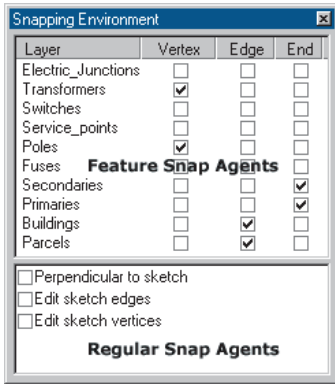 Snapping Environment
Layer Vertex Edge End
Electric_Junctions
Transformers
Switches
Service_points
Poles
Fuses Feature Snap Agents
Secondaries
Primaries
Buildings
Parcels
Perpendicular to sketch
Edit sketch edges
Edit sketch vertices
Regular Snap Agents